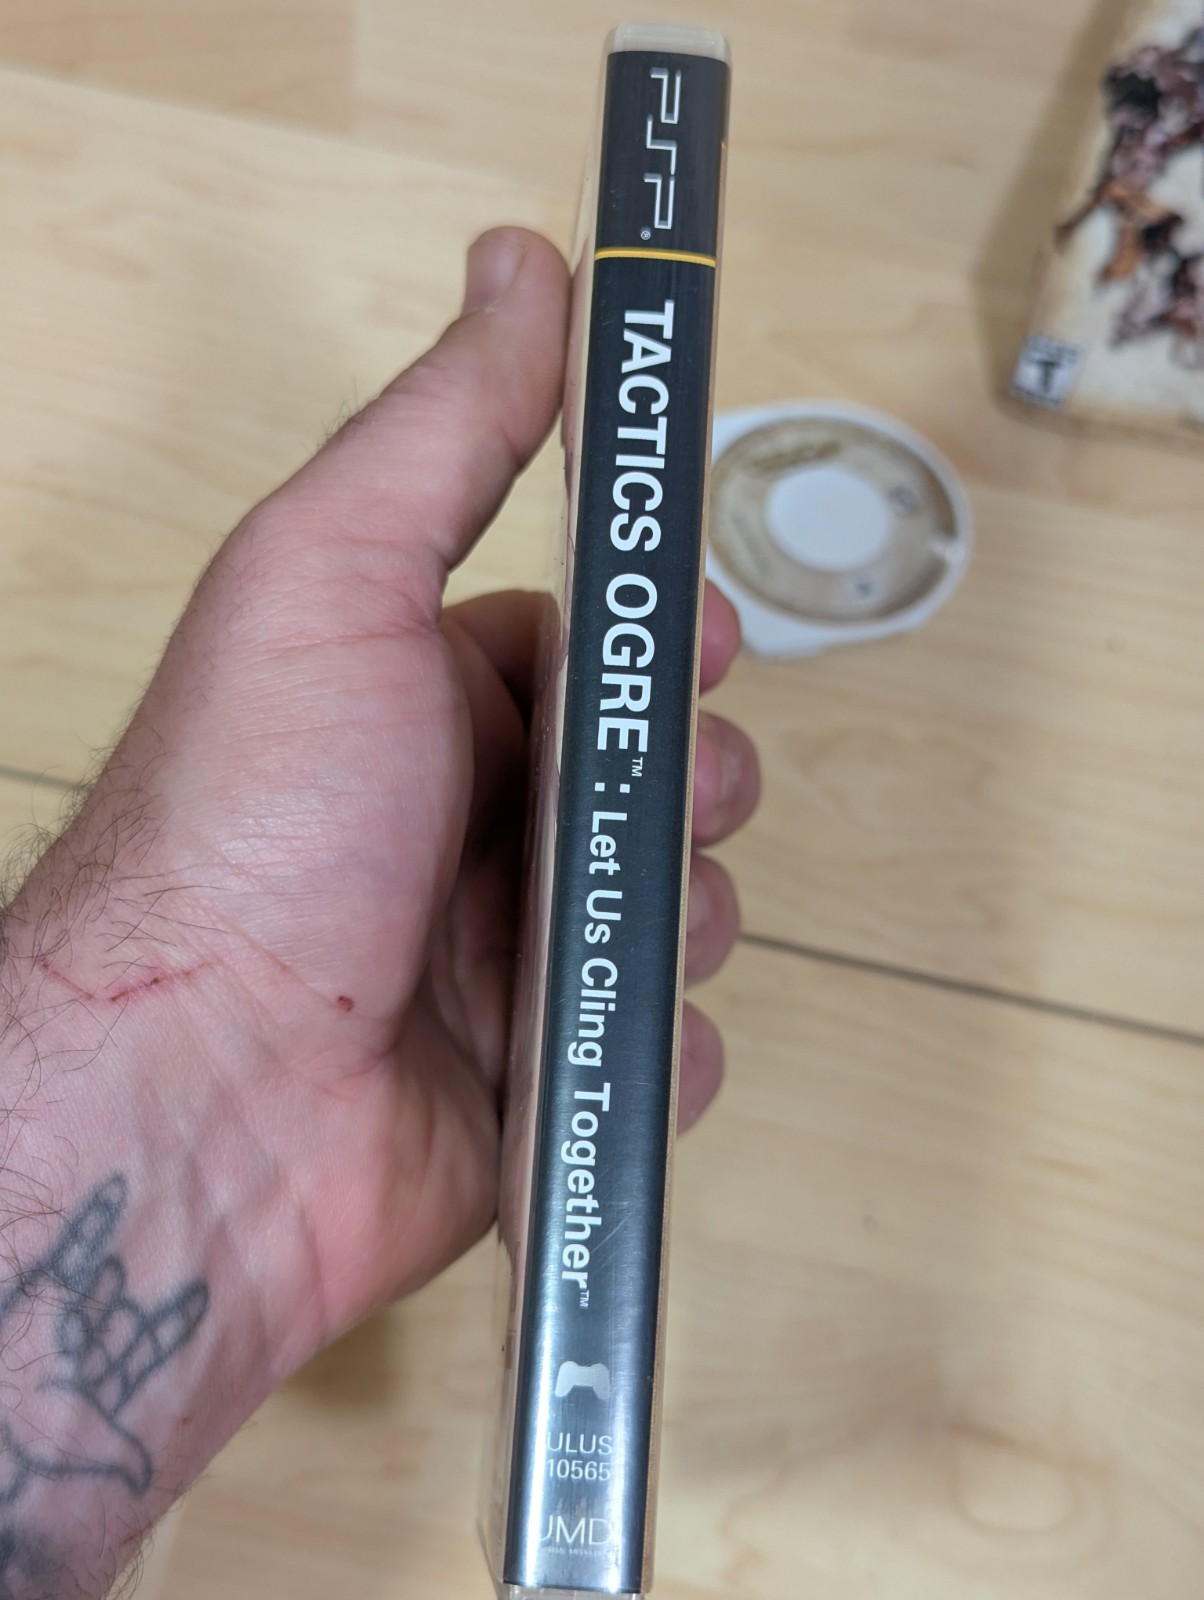 PSP®
TACTICS OGRE™: Let Us Cling Together™
ULUS
10565
UMD
T